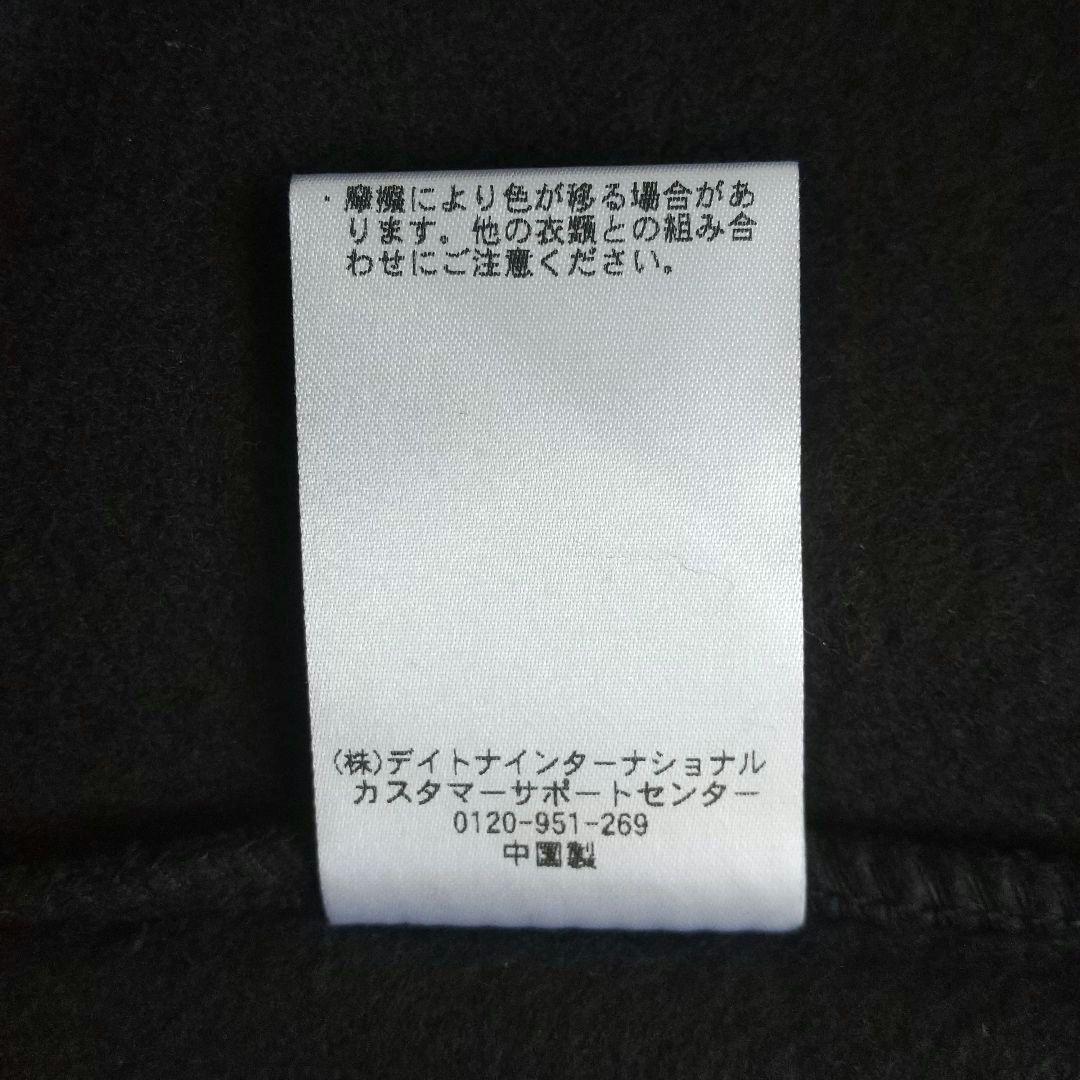 ・摩擦により色が移る場合があ
ります。他の衣類との組み合
わせにご注意ください。
(株)デイトナインターナショナル
カスタマーサポートセンター
0120-951-269
中国製